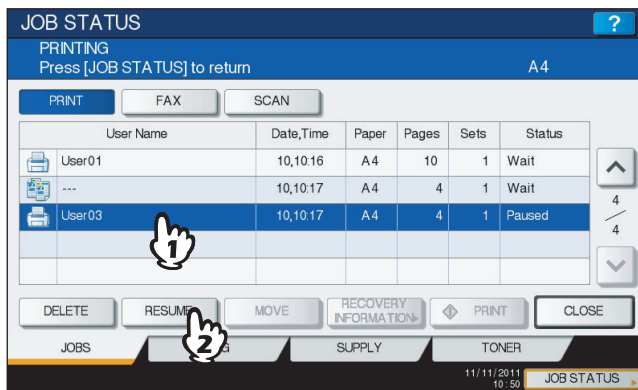 JOB STATUS ?
PRINTING
Press [JOB STATUS] to return A4
PRINT FAX SCAN
User Name Date,Time Paper Pages Sets Status
User01 10,10:16 A4 10 1 Wait
--- 10,10:17 A4 4 1 Wait
User03 10,10:17 A4 4 1 Paused
4
4
1
DELETE RESUME MOVE RECOVERY INFORMATION PRINT CLOSE
2
JOBS G SUPPLY TONER
11/11/2011
10:50 JOB STATUS